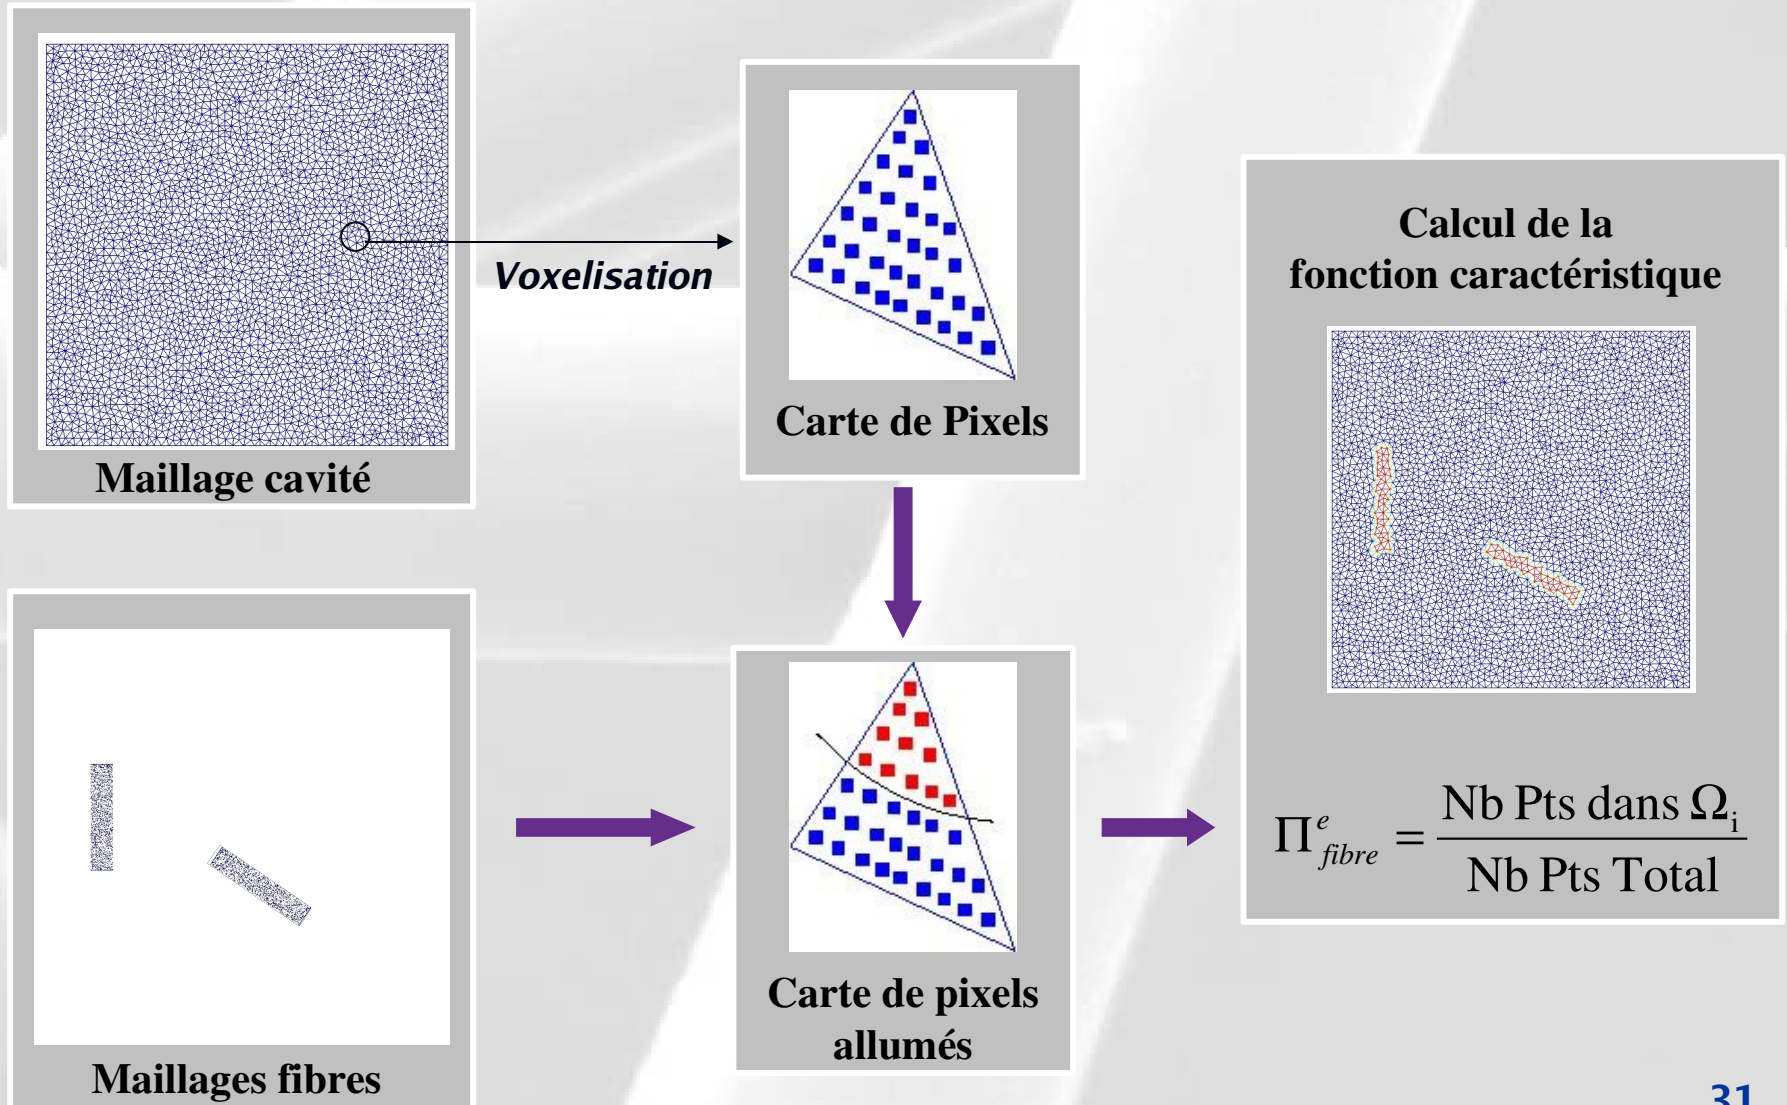 Maillage cavité
Voxelisation
Carte de Pixels
Maillages fibres
Carte de pixels
allumés
Calcul de la
fonction caractéristique
Π^e_fibre = Nb Pts dans Ω_i / Nb Pts Total
31